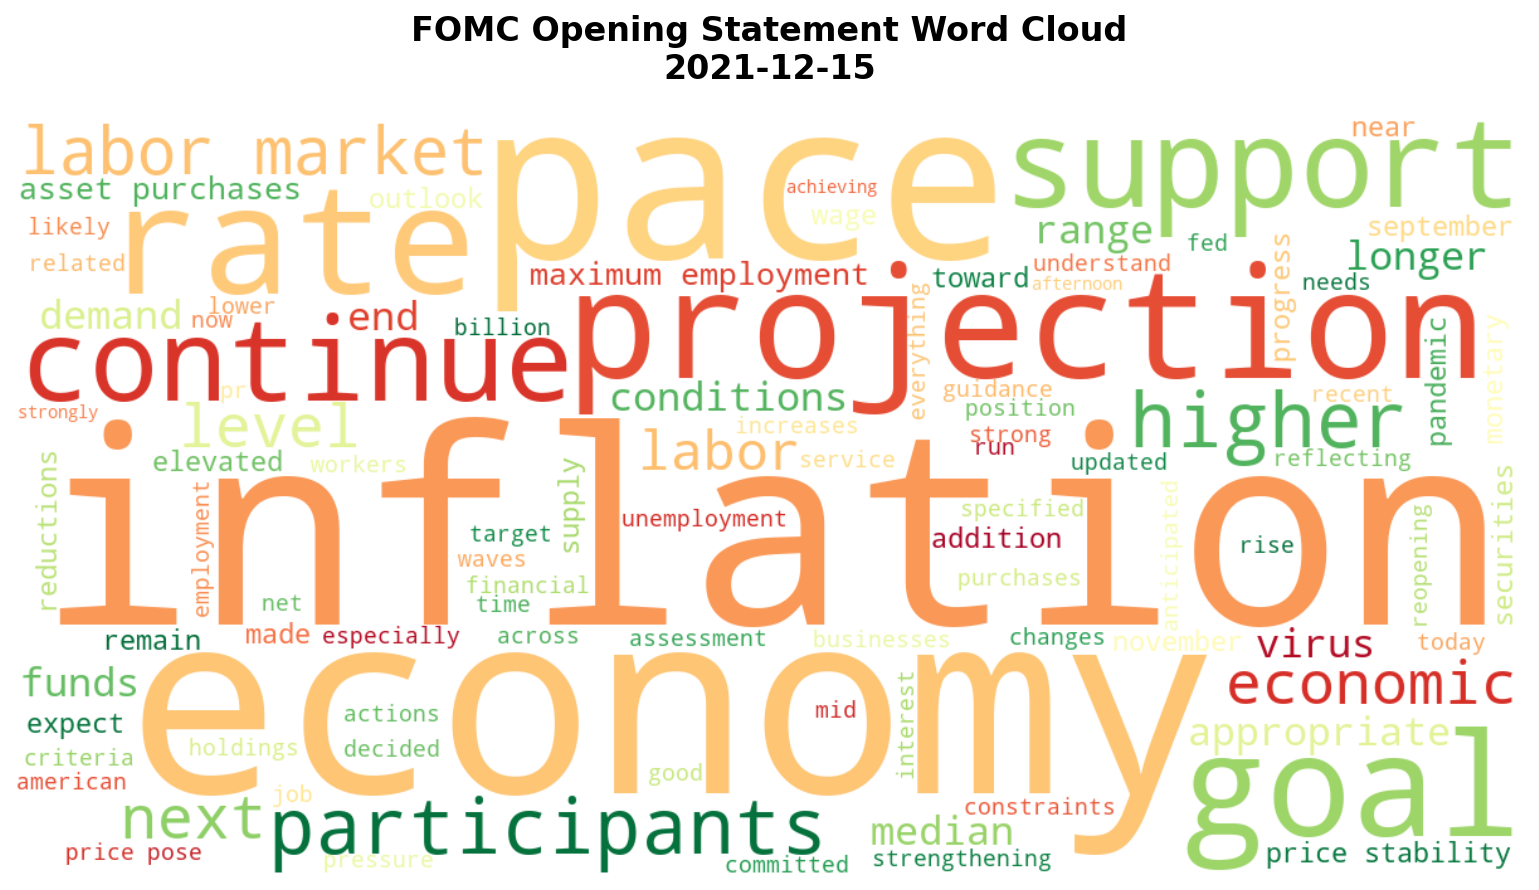 FOMC Opening Statement Word Cloud
2021-12-15
labor market
pace
support
near
asset purchases
outlook
achieving
wage
rate
likely
related
range
fed
september
longer
progress
maximum employment
toward
understand
afternoon
needs
lower
demand
now
end
billion
everything
projection
continue
pandemic
monetary
pr
strongly
level
conditions
increases
guidance
position
strong
run
recent
higher
elevated
workers
labor
service
updated
reflecting
inflation
reductions
employment
supply
target
waves
financial
time
net
unemployment
specified
addition
purchases
anticipated
rise
reopening
securities
remain
made
especially
across
assessment
businesses
changes
november
virus
today
economy
funds
economic
expect
actions
decided
holdings
criteria
american
mid
interest
good
appropriate
goal
job
next
participants
constraints
median
price pose
pressure
committed
strengthening
price stability